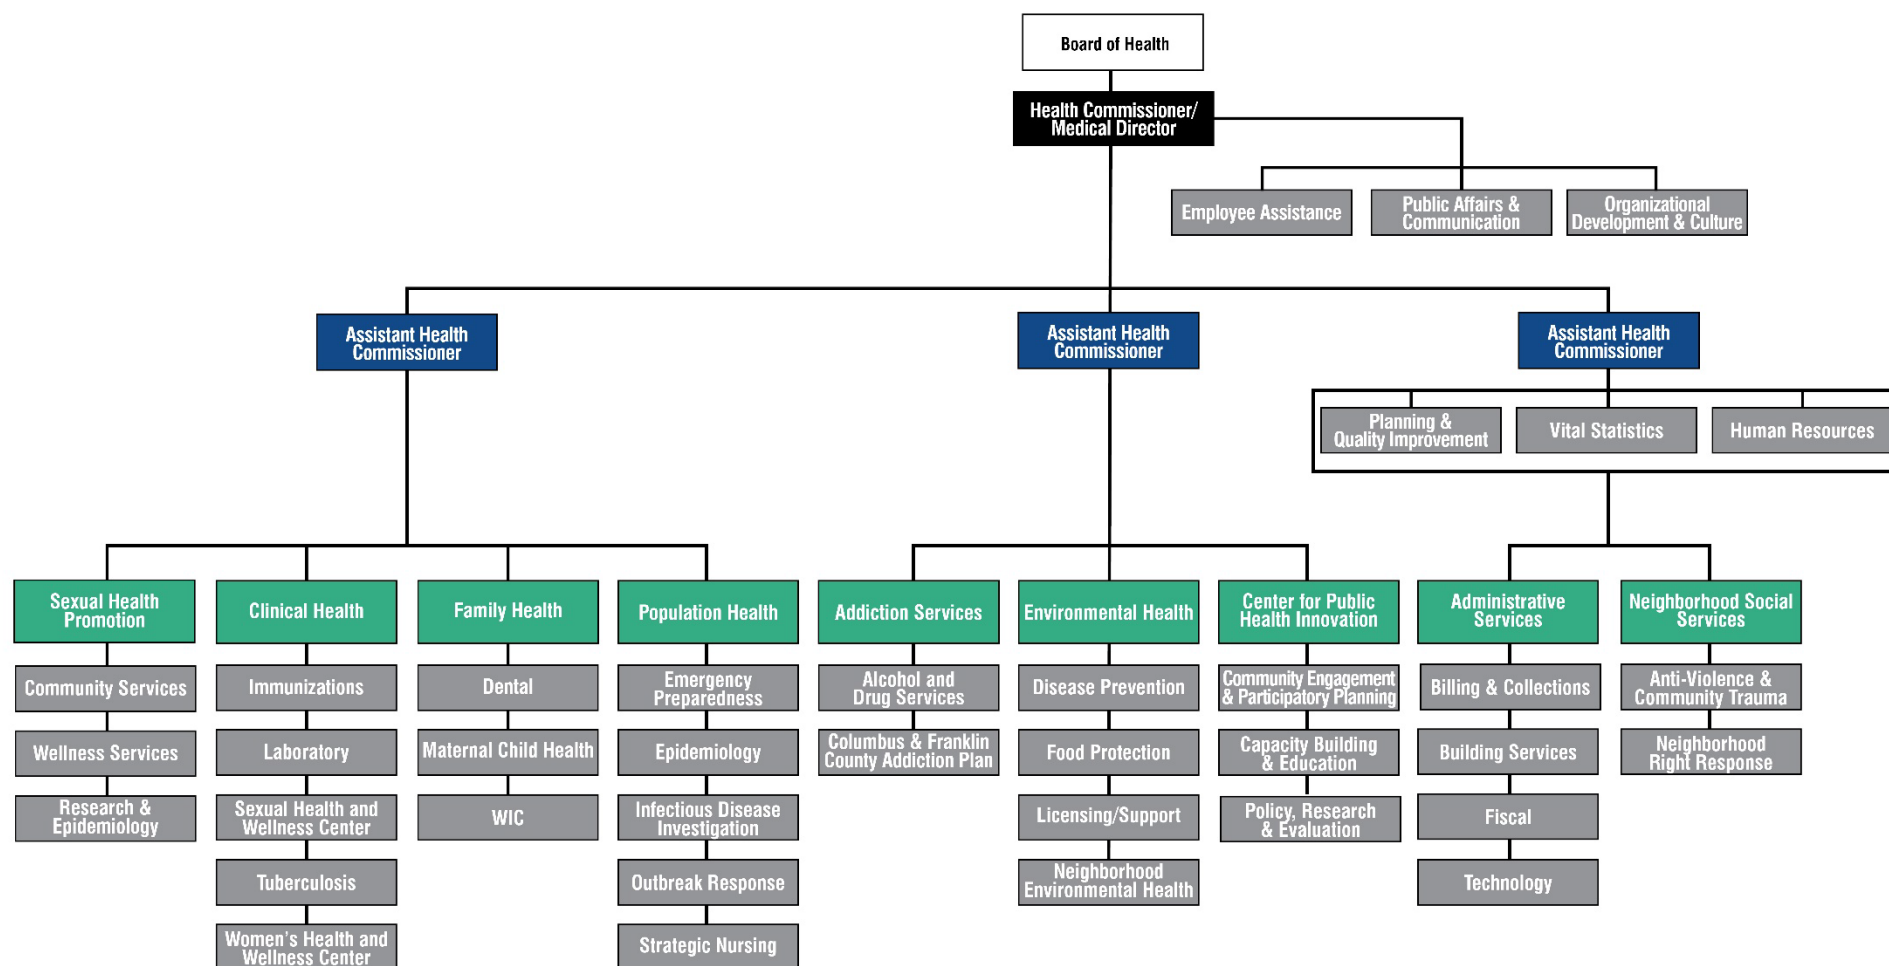 Board of Health
Health Commissioner/
Medical Director
Employee Assistance
Public Affairs &
Communication
Organizational
Development & Culture
Assistant Health
Commissioner
Assistant Health
Commissioner
Assistant Health
Commissioner
Planning &
Quality Improvement
Vital Statistics
Human Resources
Sexual Health
Promotion
Community Services
Wellness Services
Research &
Epidemiology
Clinical Health
Immunizations
Laboratory
Sexual Health and
Wellness Center
Tuberculosis
Women's Health and
Wellness Center
Family Health
Dental
Maternal Child Health
WIC
Population Health
Emergency
Preparedness
Epidemiology
Infectious Disease
Investigation
Outbreak Response
Strategic Nursing
Addiction Services
Alcohol and
Drug Services
Columbus & Franklin
County Addiction Plan
Environmental Health
Disease Prevention
Food Protection
Licensing/Support
Neighborhood
Environmental Health
Center for Public
Health Innovation
Community Engagement
& Participatory Planning
Capacity Building
& Education
Policy, Research
& Evaluation
Administrative
Services
Billing & Collections
Building Services
Fiscal
Technology
Neighborhood Social
Services
Anti-Violence &
Community Trauma
Neighborhood
Right Response